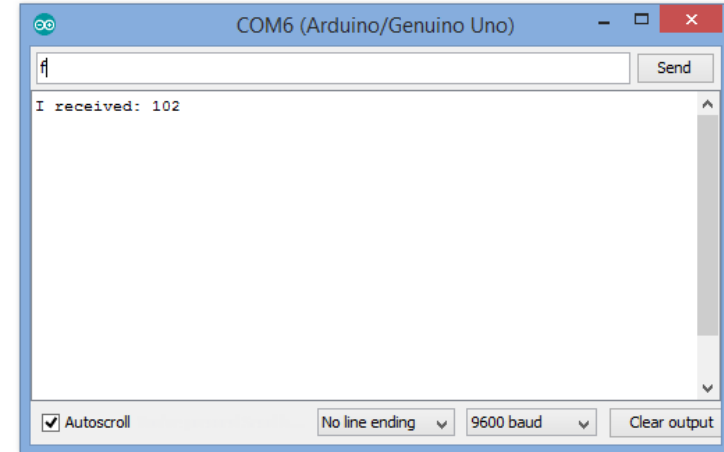 COM6 (Arduino/Genuino Uno)
f
Send
I received: 102
Autoscroll
No line ending
9600 baud
Clear output